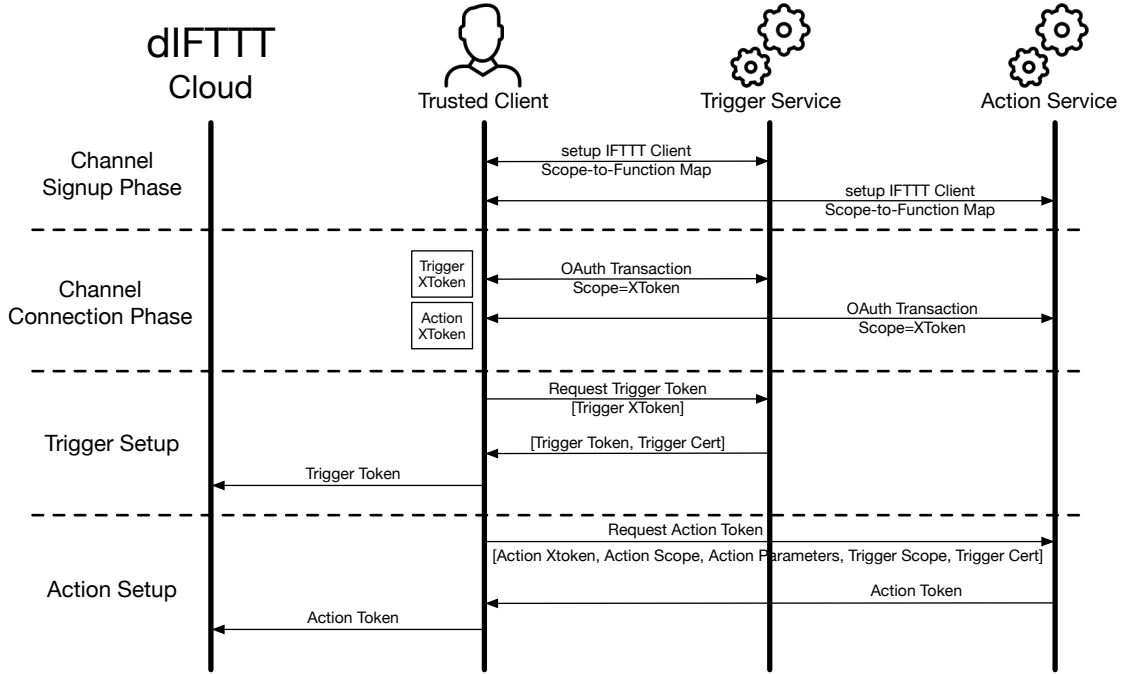 dIFTTT
Cloud
Trusted Client
Trigger Service
Action Service
Channel
Signup Phase
setup IFTTT Client
Scope-to-Function Map
setup IFTTT Client
Scope-to-Function Map
Channel
Connection Phase
Trigger
XToken
OAuth Transaction
Scope=XToken
Action
XToken
OAuth Transaction
Scope=XToken
Trigger Setup
Request Trigger Token
[Trigger XToken]
[Trigger Token, Trigger Cert]
Trigger Token
Action Setup
Request Action Token
[Action Xtoken, Action Scope, Action Parameters, Trigger Scope, Trigger Cert]
Action Token
Action Token